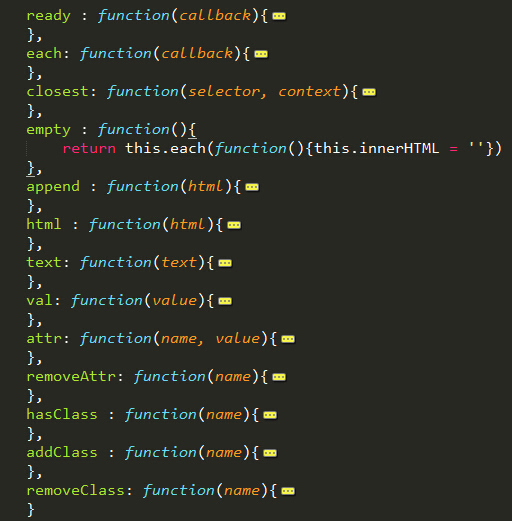 ready : function(callback){
},
each: function(callback){
},
closest: function(selector, context){
},
empty : function(){
    return this.each(function(){this.innerHTML = ''})
},
append : function(html){
},
html : function(html){
},
text: function(text){
},
val: function(value){
},
attr: function(name, value){
},
removeAttr: function(name){
},
hasClass : function(name){
},
addClass : function(name){
},
removeClass: function(name){
}